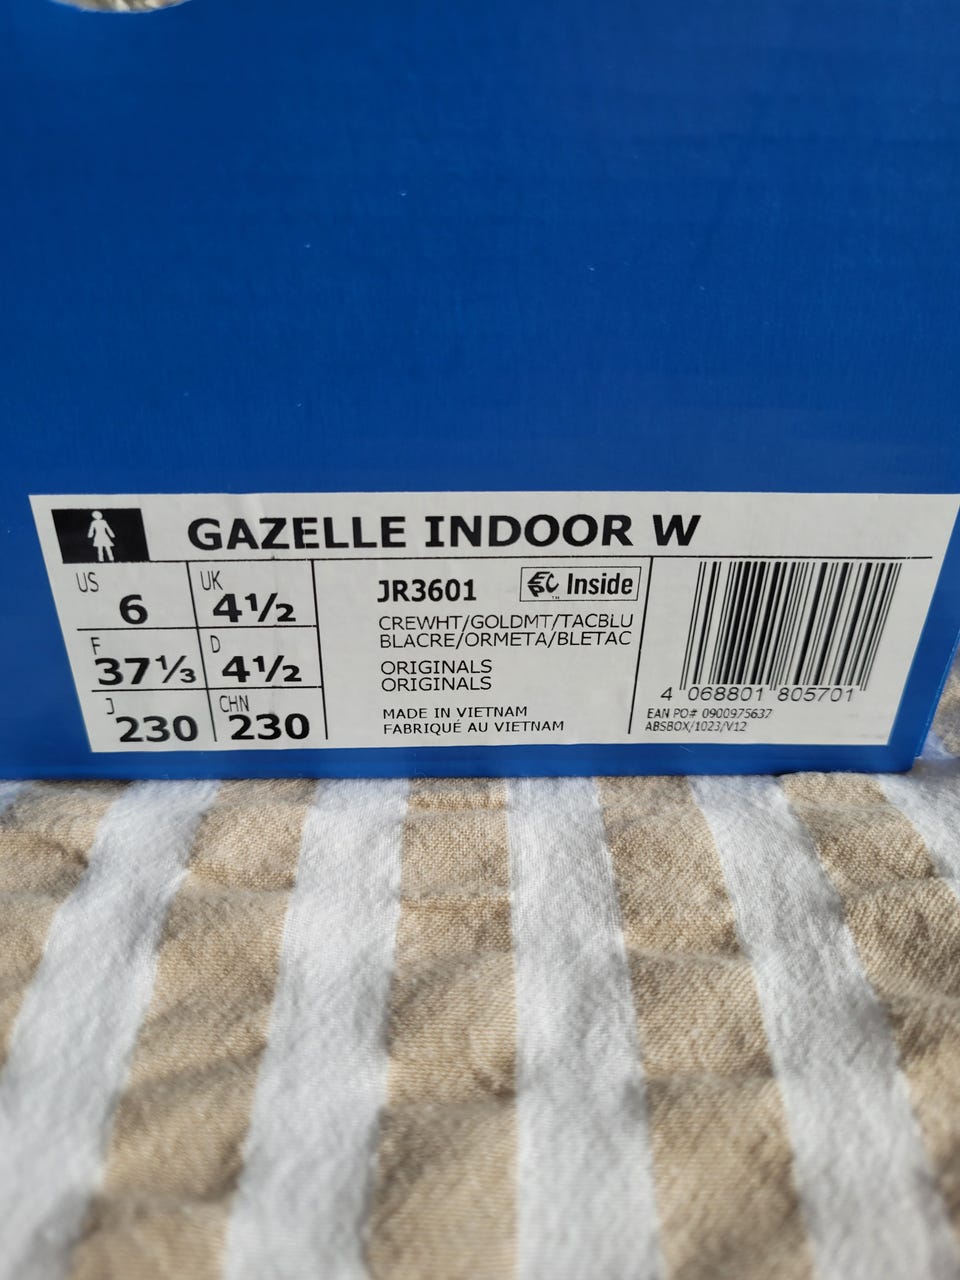 GAZELLE INDOOR W
US 6
UK 4½
F 37⅓
D 4½
J 230
CHN 230
JR3601
Inside
™
CREWHT/GOLDMT/TACBLU
BLACRE/ORMETA/BLETAC
ORIGINALS
ORIGINALS
MADE IN VIETNAM
FABRIQUÉ AU VIETNAM
4 068801 805701
EAN PO# 0900975637
ABSBOX/1023/V12